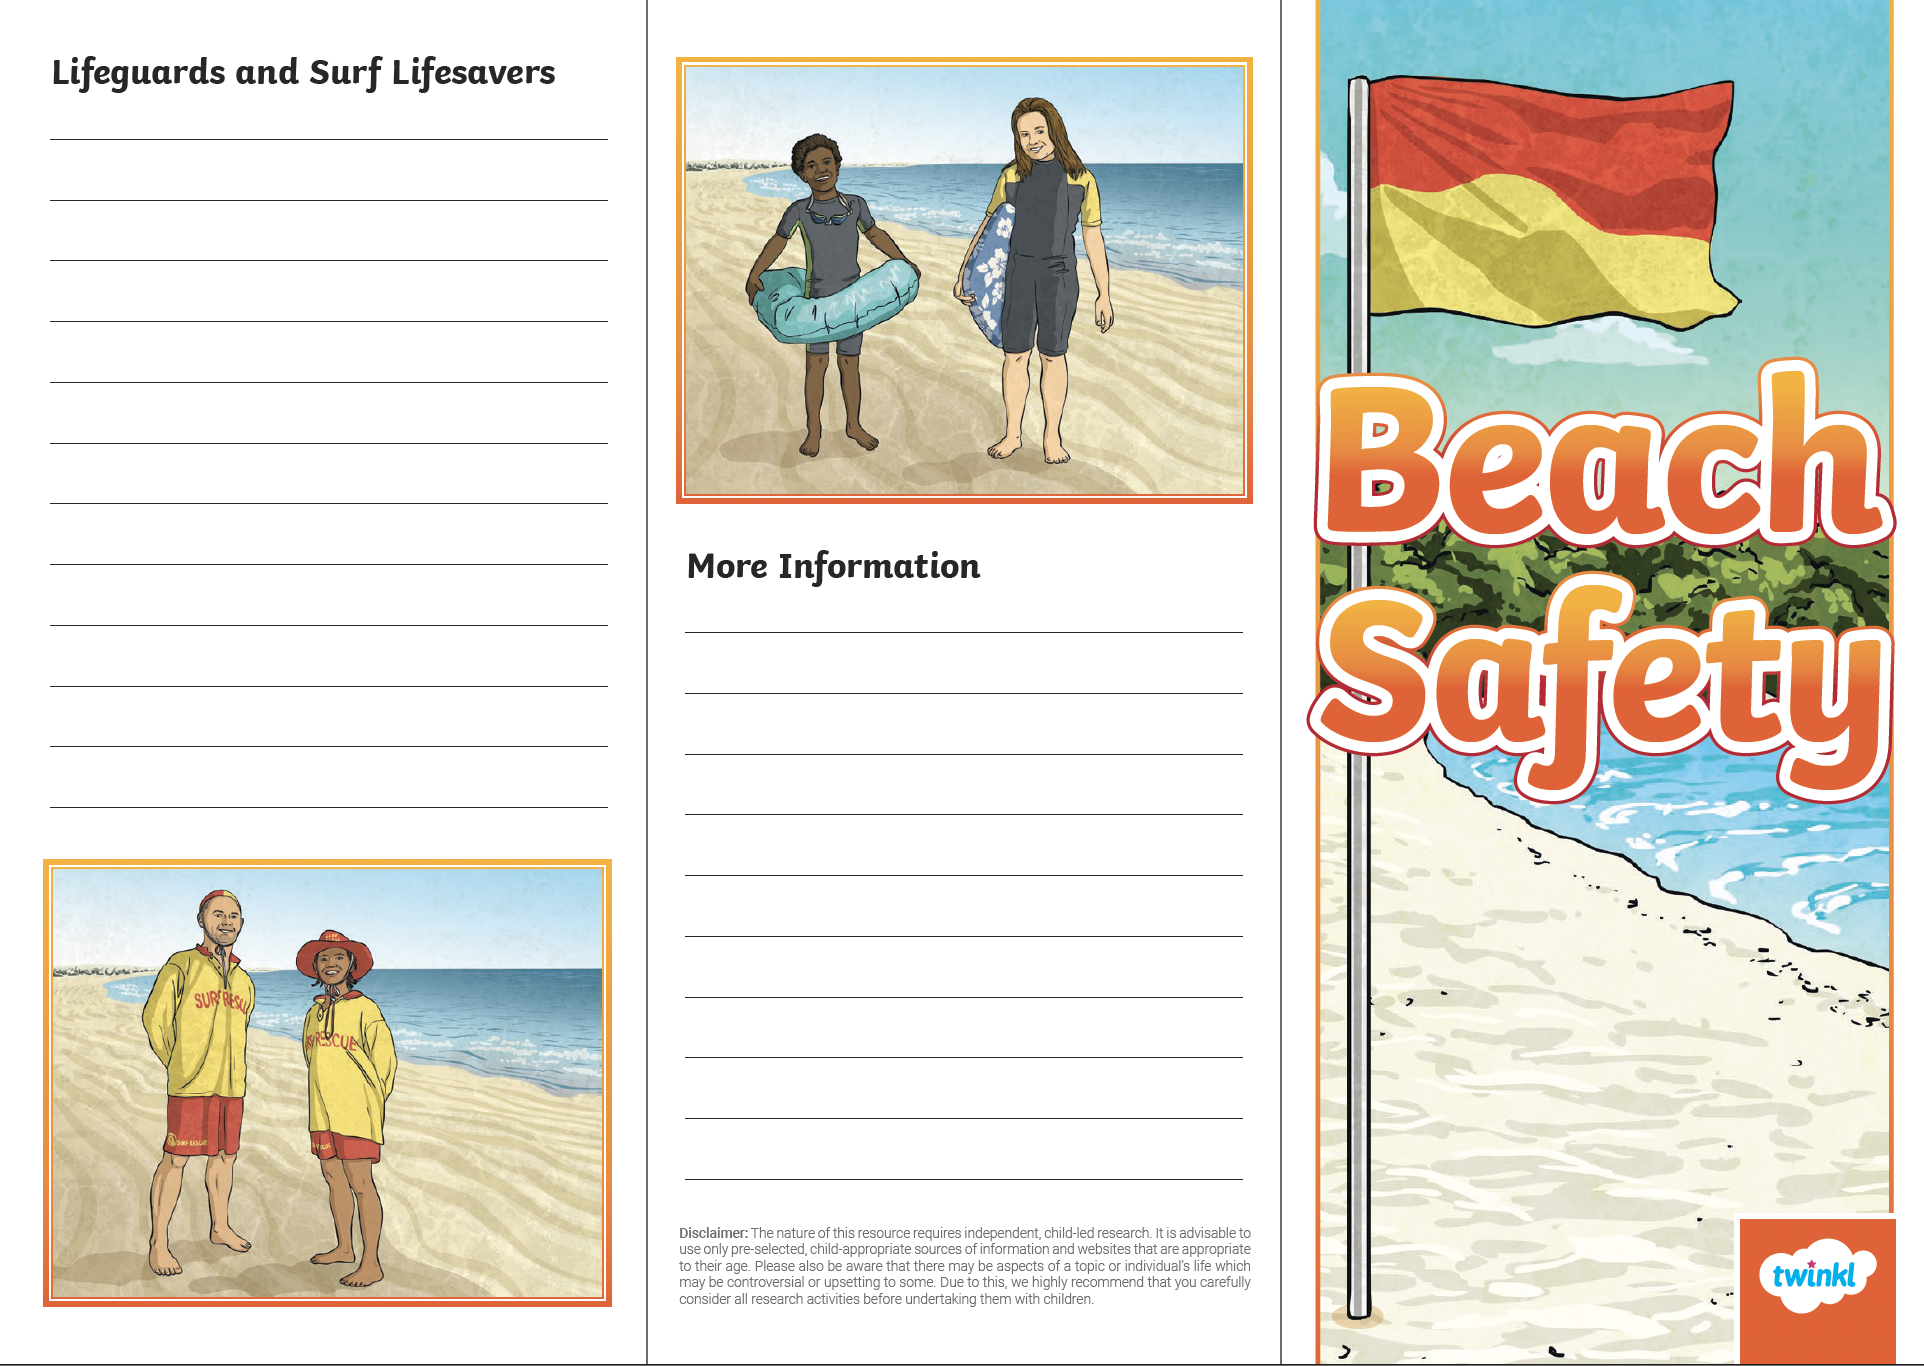 Lifeguards and Surf Lifesavers
SURF RESCU
RESCUE
SURF RESCUE
More Information
Disclaimer: The nature of this resource requires independent, child-led research. It is advisable to
use only pre-selected, child-appropriate sources of information and websites that are appropriate
to their age. Please also be aware that there may be aspects of a topic or individual's life which
may be controversial or upsetting to some. Due to this, we highly recommend that you carefully
consider all research activities before undertaking them with children.
Beach
Safety
twinkl